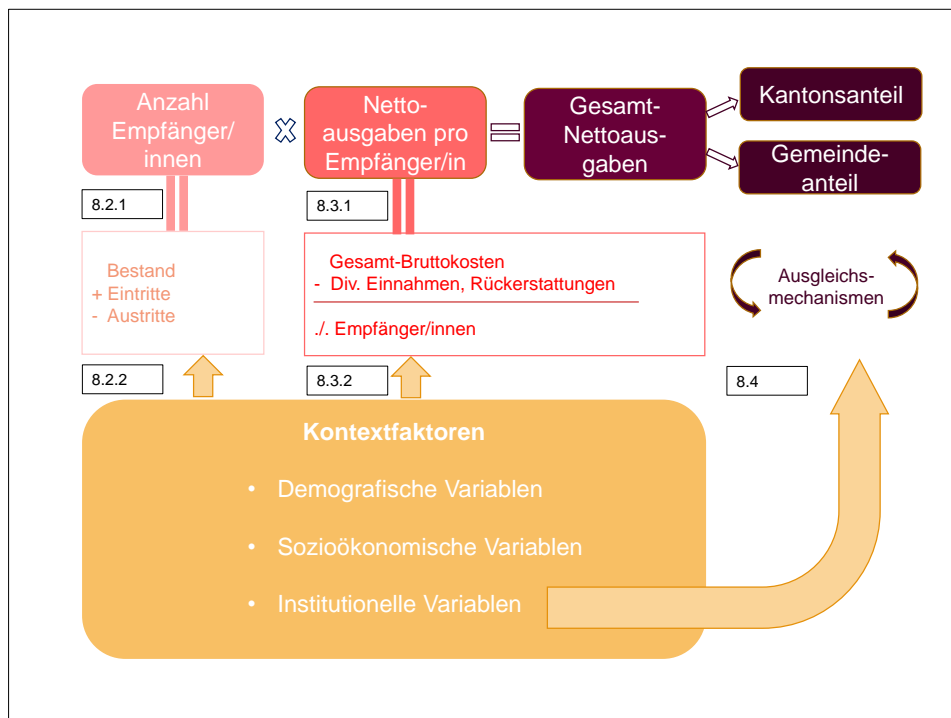 Anzahl
Empfänger/
innen
Netto-
ausgaben pro
Empfänger/in
Gesamt-
Nettoaus-
gaben
Kantonsanteil
Gemeinde-
anteil
8.2.1
8.3.1
Bestand
+ Eintritte
- Austritte
Gesamt-Bruttokosten
- Div. Einnahmen, Rückerstattungen
./. Empfänger/innen
Ausgleichs-
mechanismen
8.2.2
8.3.2
8.4
Kontextfaktoren
• Demografische Variablen
• Sozioökonomische Variablen
• Institutionelle Variablen